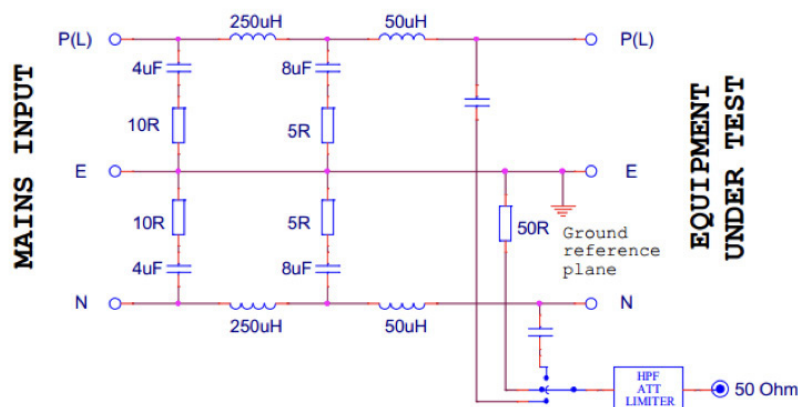 250uH
50uH
P(L)
P(L)
4uF
8uF
10R
5R
MAINS INPUT
E
E
EQUIPMENT
UNDER TEST
10R
5R
50R
Ground
reference
plane
4uF
8uF
N
N
250uH
50uH
HPF
ATT
LIMITER
50 Ohm